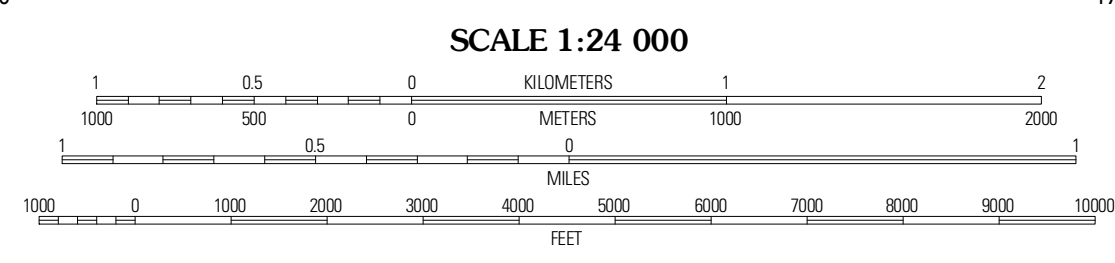 SCALE 1:24 000
1 0.5 0 KILOMETERS 1 2
1000 500 0 METERS 1000 2000
1 0.5 0 1
MILES
1000 0 1000 2000 3000 4000 5000 6000 7000 8000 9000 10000
FEET